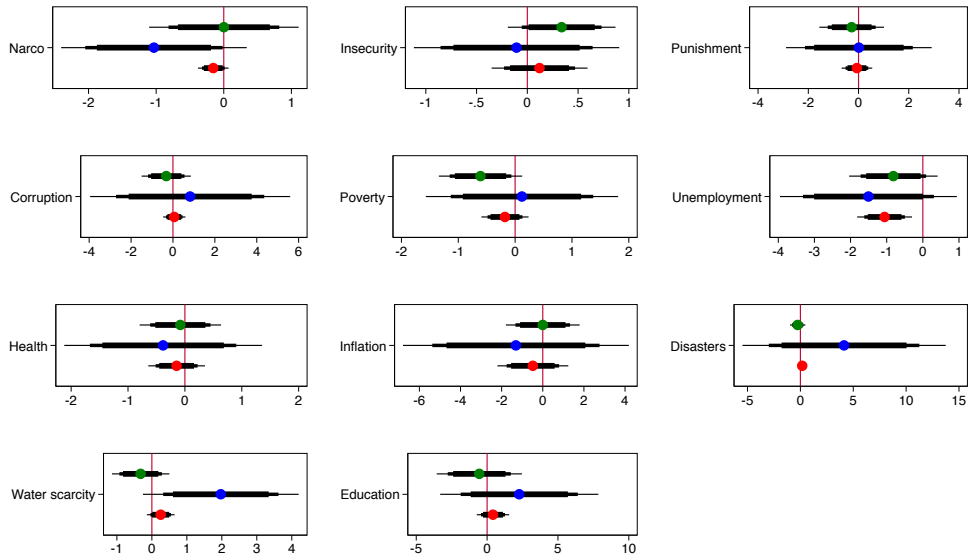 Narco
-2 -1 0 1
Insecurity
-1 -.5 0 .5 1
Punishment
-4 -2 0 2 4
Corruption
-4 -2 0 2 4 6
Poverty
-2 -1 0 1 2
Unemployment
-4 -3 -2 -1 0 1
Health
-2 -1 0 1 2
Inflation
-6 -4 -2 0 2 4
Disasters
-5 0 5 10 15
Water scarcity
-1 0 1 2 3 4
Education
-5 0 5 10